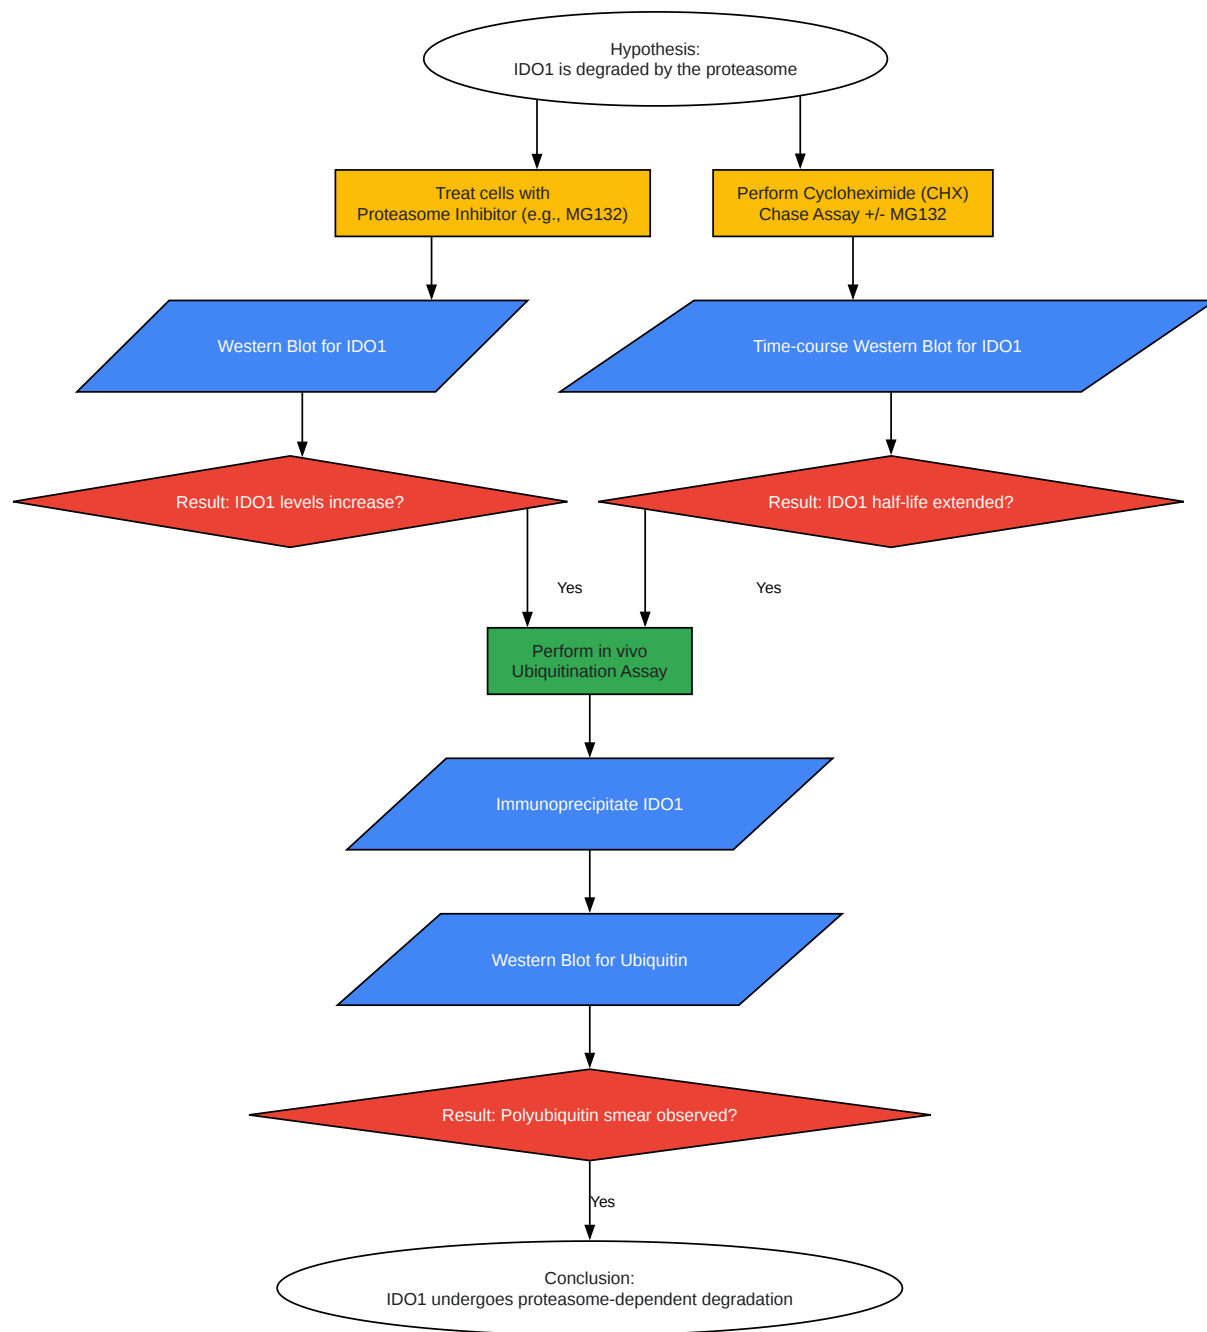 Hypothesis:
IDO1 is degraded by the proteasome
Treat cells with
Proteasome Inhibitor (e.g., MG132)
Perform Cycloheximide (CHX)
Chase Assay +/- MG132
Western Blot for IDO1
Time-course Western Blot for IDO1
Result: IDO1 levels increase?
Result: IDO1 half-life extended?
Yes
Yes
Perform in vivo
Ubiquitination Assay
Immunoprecipitate IDO1
Western Blot for Ubiquitin
Result: Polyubiquitin smear observed?
Yes
Conclusion:
IDO1 undergoes proteasome-dependent degradation